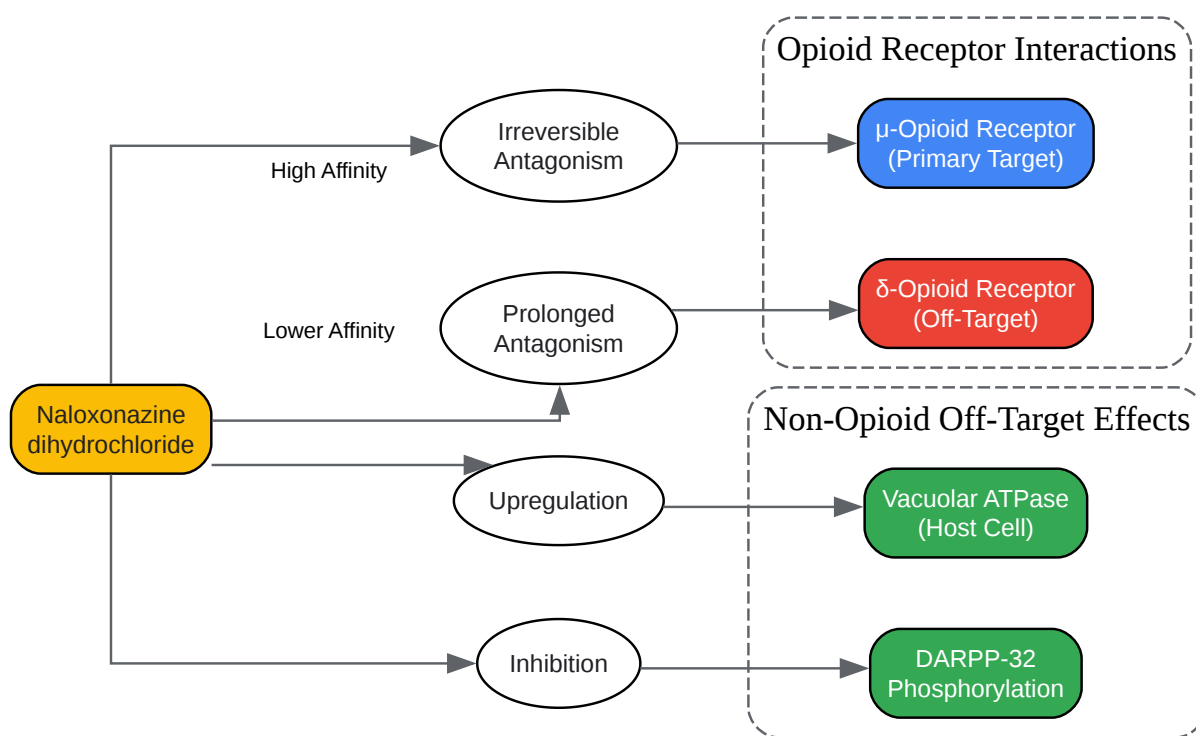 Opioid Receptor Interactions
Irreversible
Antagonism
μ-Opioid Receptor
(Primary Target)
High Affinity
δ-Opioid Receptor
(Off-Target)
Prolonged
Antagonism
Lower Affinity
Naloxonazine
dihydrochloride
Non-Opioid Off-Target Effects
Upregulation
Vacuolar ATPase
(Host Cell)
Inhibition
DARPP-32
Phosphorylation